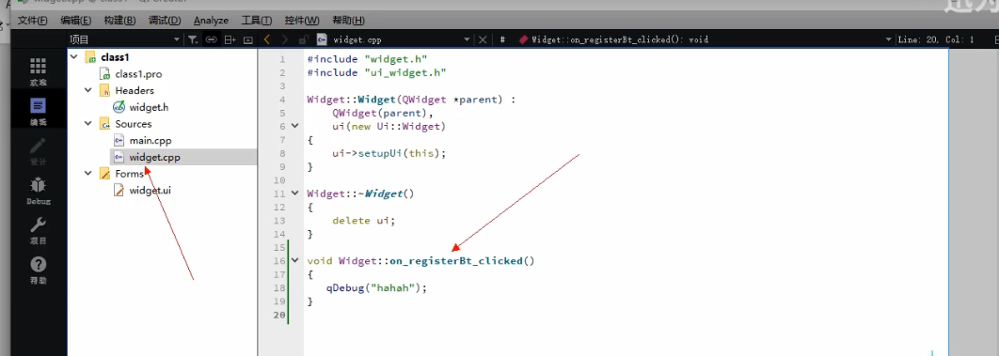 widget.cpp @ class1 - Qt Creator
文件(F) 编辑(E) 构建(B) 调试(D) Analyze 工具(T) 控件(W) 帮助(H)
项目 widget.cpp # Widget::on_registerBt_clicked(): void Line: 20, Col: 1
欢迎
编辑
设计
Debug
项目
帮助
class1
class1.pro
Headers
widget.h
Sources
main.cpp
widget.cpp
Forms
widget.ui
1 #include "widget.h"
2 #include "ui_widget.h"
3
4 Widget::Widget(QWidget *parent) :
5 QWidget(parent),
6 ui(new Ui::Widget)
7 {
8 ui->setupUi(this);
9 }
10
11 Widget::~Widget()
12 {
13 delete ui;
14 }
15
16 void Widget::on_registerBt_clicked()
17 {
18 qDebug("hahah");
19 }
20